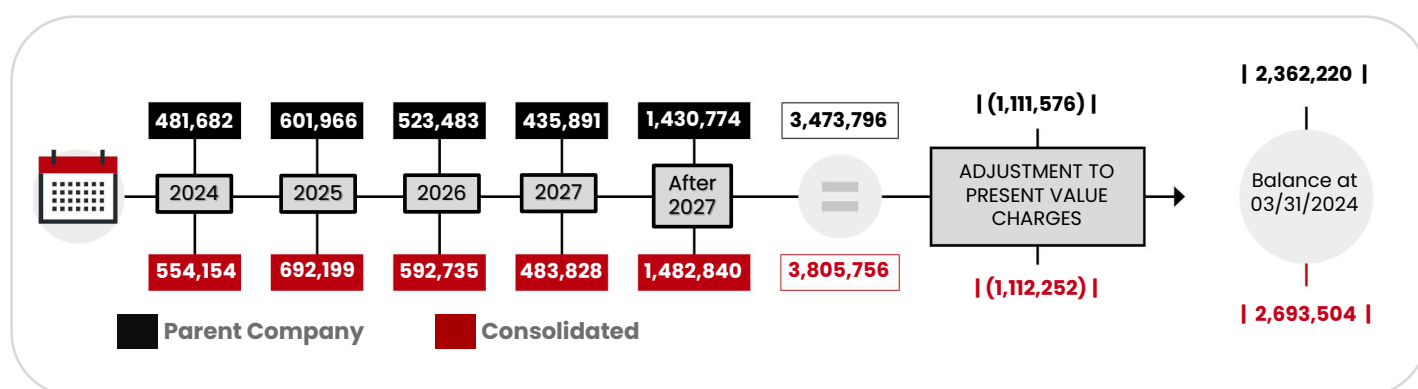 | 2,362,220 |
| (1,111,576) |
481,682 601,966 523,483 435,891 1,430,774 3,473,796
2024 2025 2026 2027 After 2027
ADJUSTMENT TO
PRESENT VALUE
CHARGES
Balance at
03/31/2024
554,154 692,199 592,735 483,828 1,482,840 3,805,756
| (1,112,252) |
| 2,693,504 |
Parent Company Consolidated